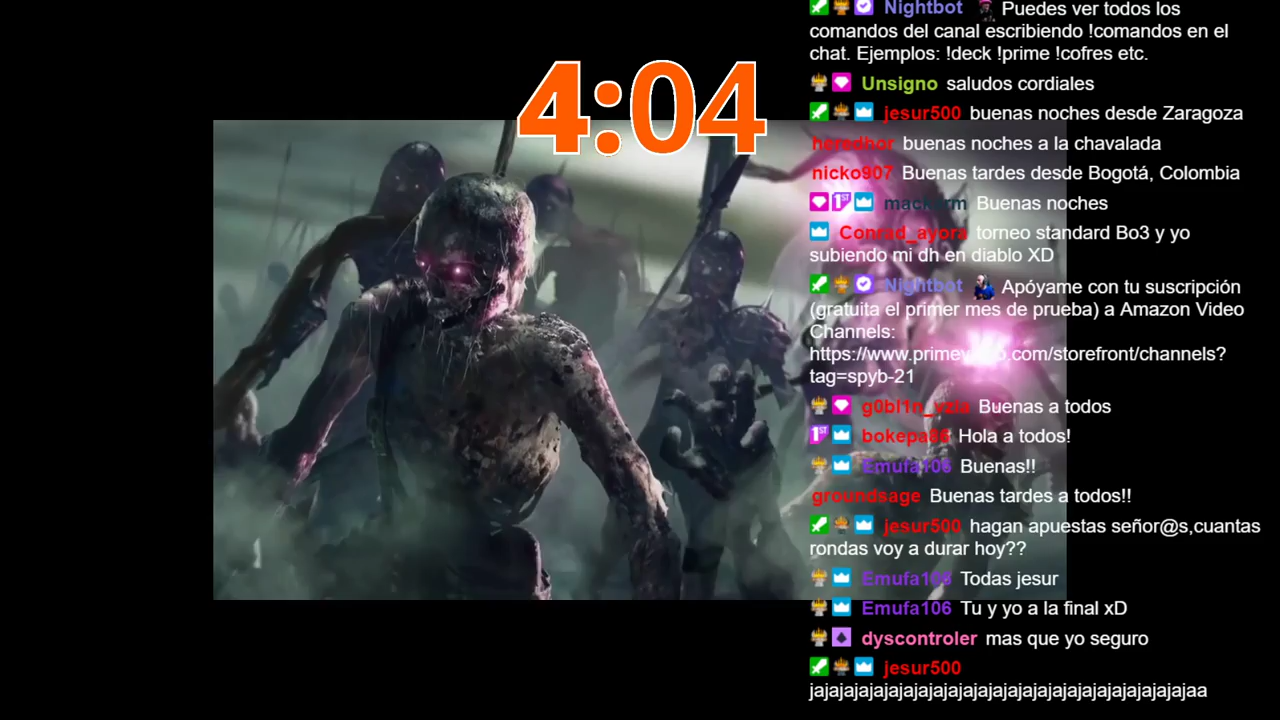 4:04
Nightbot Puedes ver todos los
comandos del canal escribiendo !comandos en el
chat. Ejemplos: !deck !prime !cofres etc.
Unsigno saludos cordiales
jesur500 buenas noches desde Zaragoza
heredhor buenas noches a la chavalada
nicko907 Buenas tardes desde Bogotá, Colombia
Buenas noches
Conrad_ayora torneo standard Bo3 y yo
subiendo mi dh en diablo XD
Nightbot Apóyame con tu suscripción
(gratuita el primer mes de prueba) a Amazon Video
Channels:
https://www.primevideo.com/storefront/channels?
tag=spyb-21
g0bl1n_vzla Buenas a todos
bokepa86 Hola a todos!
Emufa106 Buenas!!
groundsage Buenas tardes a todos!!
jesur500 hagan apuestas señor@s,cuantas
rondas voy a durar hoy??
Emufa106 Todas jesur
Emufa106 Tu y yo a la final xD
dyscontroler mas que yo seguro
jesur500
jajajajajajajajajajajajajajajajajajajajajajajajajajaa